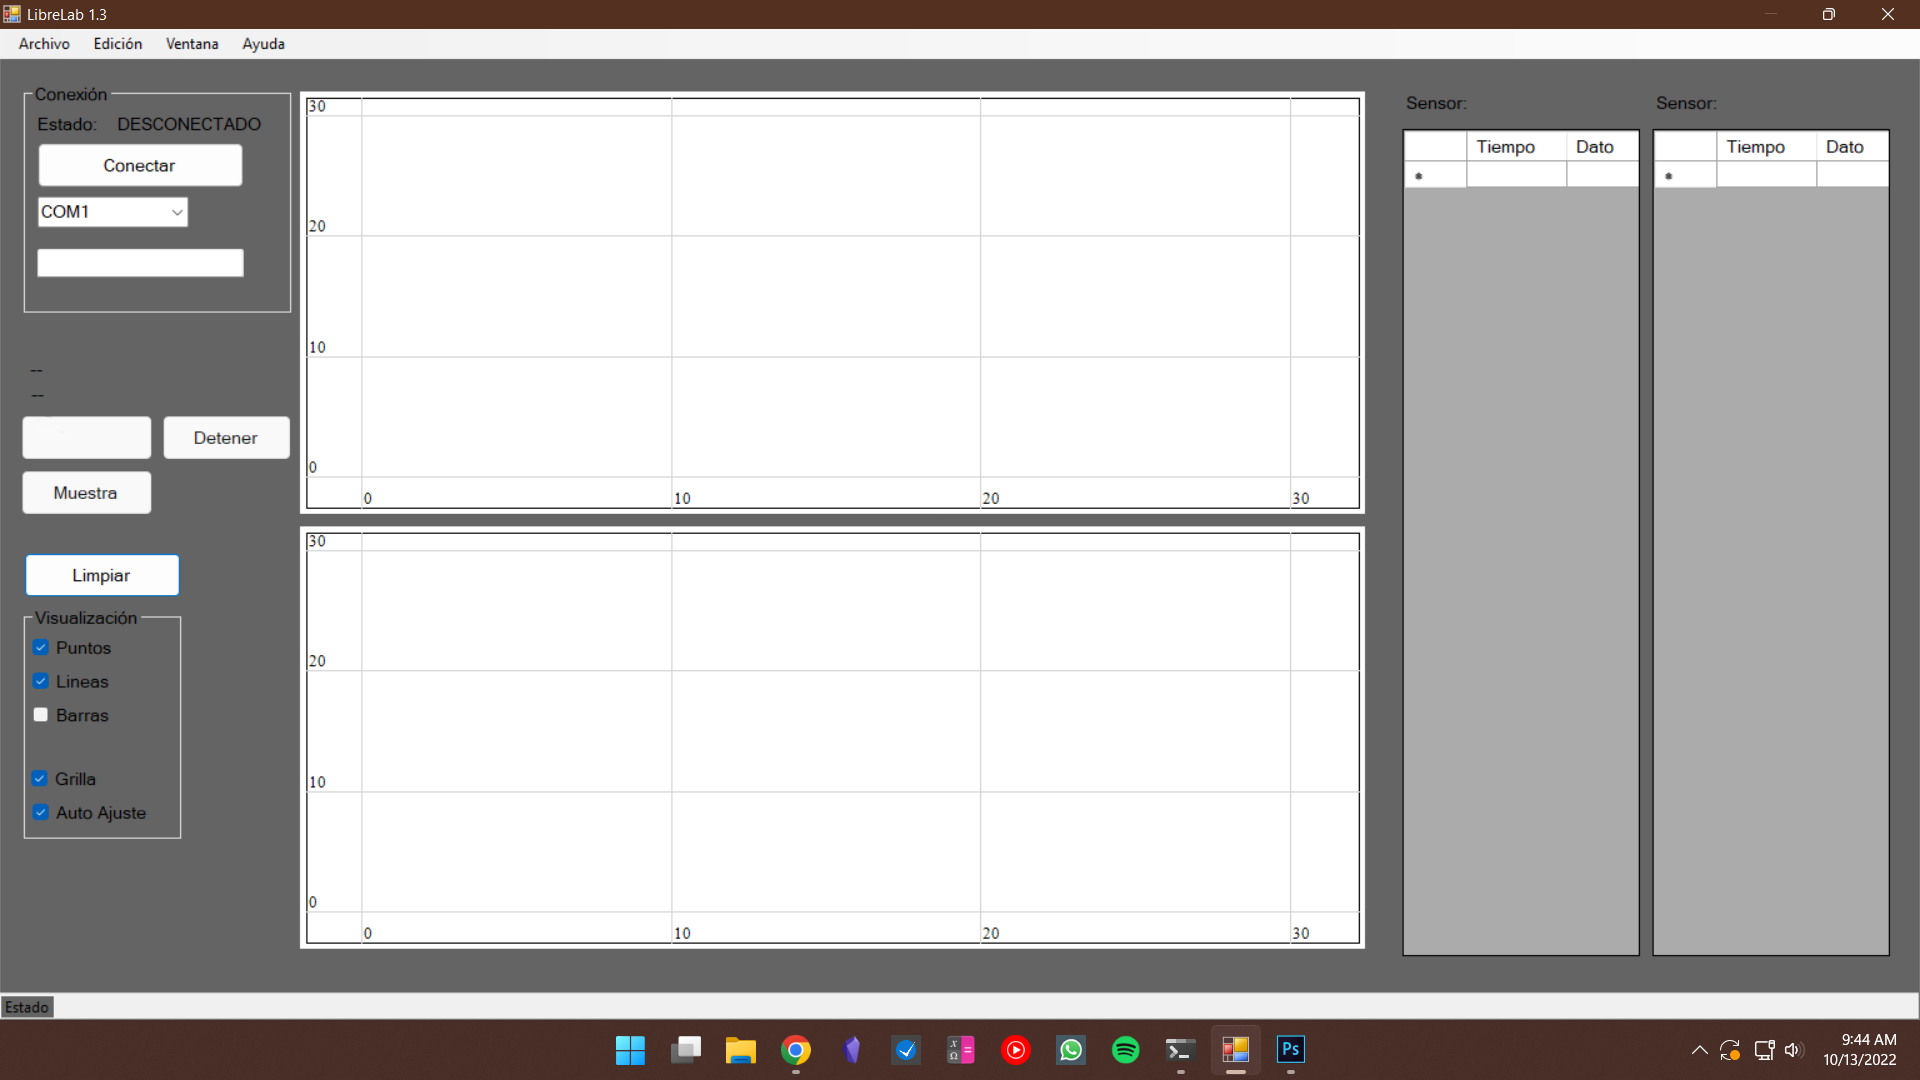 LibreLab 1.3
Archivo Edición Ventana Ayuda
Conexión
Estado: DESCONECTADO
Conectar
COM1
--
--
Detener
Muestra
Limpiar
Visualización
Puntos
Lineas
Barras
Grilla
Auto Ajuste
30
20
10
0
0 10 20 30
30
20
10
0
0 10 20 30
Sensor:
Tiempo Dato
*
Sensor:
Tiempo Dato
*
Estado
X
Ω
=
Ps
9:44 AM
10/13/2022